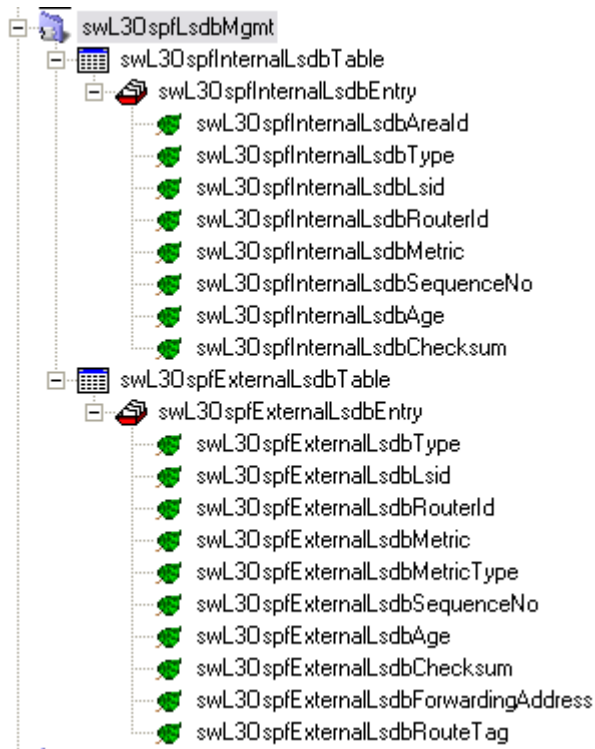 swL3OspfLsdbMgmt
swL3OspfInternalLsdbTable
swL3OspfInternalLsdbEntry
swL3OspfInternalLsdbAreaId
swL3OspfInternalLsdbType
swL3OspfInternalLsdbLsid
swL3OspfInternalLsdbRouterId
swL3OspfInternalLsdbMetric
swL3OspfInternalLsdbSequenceNo
swL3OspfInternalLsdbAge
swL3OspfInternalLsdbChecksum
swL3OspfExternalLsdbTable
swL3OspfExternalLsdbEntry
swL3OspfExternalLsdbType
swL3OspfExternalLsdbLsid
swL3OspfExternalLsdbRouterId
swL3OspfExternalLsdbMetric
swL3OspfExternalLsdbMetricType
swL3OspfExternalLsdbSequenceNo
swL3OspfExternalLsdbAge
swL3OspfExternalLsdbChecksum
swL3OspfExternalLsdbForwardingAddress
swL3OspfExternalLsdbRouteTag